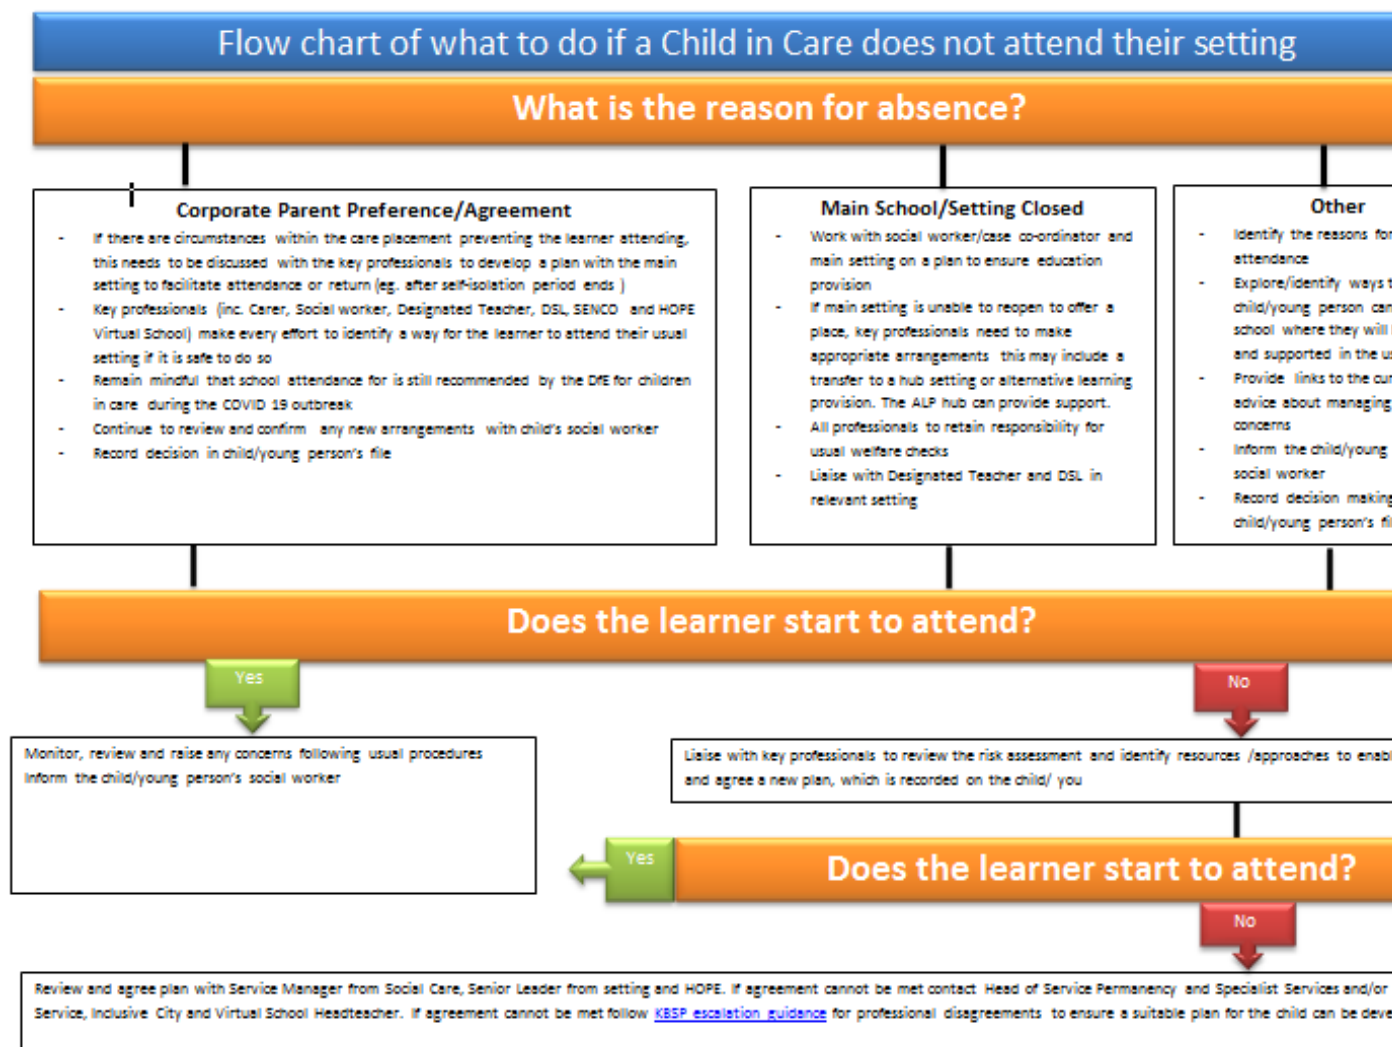 Flow chart of what to do if a Child in Care does not attend their setting
What is the reason for absence?
Corporate Parent Preference/Agreement
- If there are circumstances within the care placement preventing the learner attending,
this needs to be discussed with the key professionals to develop a plan with the main
setting to facilitate attendance or return (eg. after self-isolation period ends )
- Key professionals (inc. Carer, Social worker, Designated Teacher, DSL, SENCO and HOPE
Virtual School) make every effort to identify a way for the learner to attend their usual
setting if it is safe to do so
- Remain mindful that school attendance for is still recommended by the DfE for children
in care during the COVID 19 outbreak
- Continue to review and confirm any new arrangements with child's social worker
- Record decision in child/young person's file
Main School/Setting Closed
- Work with social worker/case co-ordinator and
main setting on a plan to ensure education
provision
- If main setting is unable to reopen to offer a
place, key professionals need to make
appropriate arrangements this may include a
transfer to a hub setting or alternative learning
provision. The ALP hub can provide support.
- All professionals to retain responsibility for
usual welfare checks
- Liaise with Designated Teacher and DSL in
relevant setting
Other
- Identify the reasons for
attendance
- Explore/identify ways
child/young person can
school where they will
and supported in the
- Provide links to the
advice about managing
concerns
- Inform the child/young
social worker
- Record decision making
child/young person's
Does the learner start to attend?
Yes
No
Monitor, review and raise any concerns following usual procedures
Inform the child/young person's social worker
Liaise with key professionals to review the risk assessment and identify resources /approaches to
and agree a new plan, which is recorded on the child/ you
Yes
Does the learner start to attend?
No
Review and agree plan with Service Manager from Social Care, Senior Leader from setting and HOPE. If agreement cannot be met contact Head of Service Permanency and Specialist Services and/or
Service, Inclusive City and Virtual School Headteacher. If agreement cannot be met follow KBSP escalation guidance for professional disagreements to ensure a suitable plan for the child can be